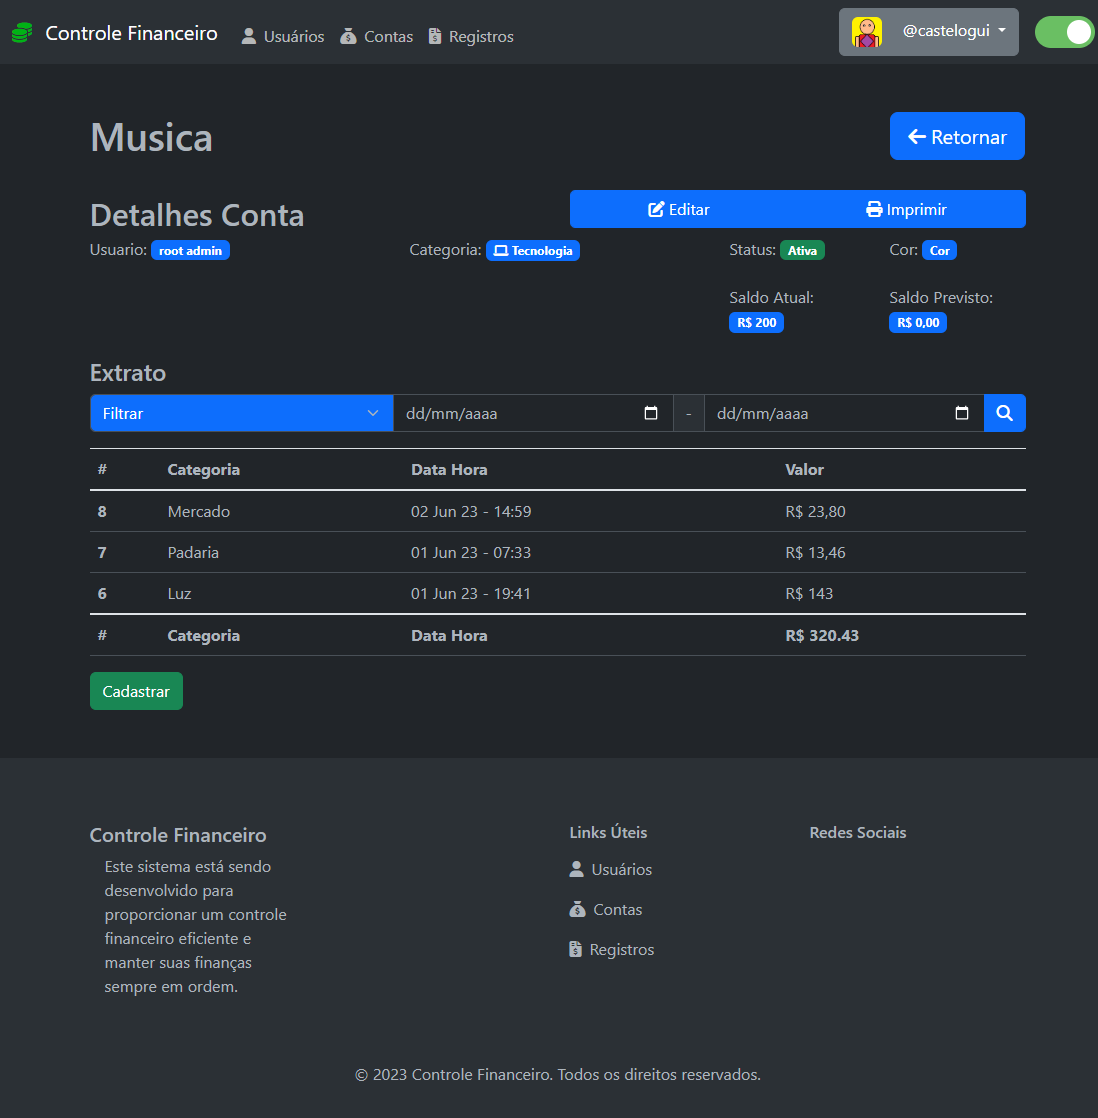 Controle Financeiro Usuários Contas Registros @castelogui
Musica Retornar
Detalhes Conta Editar Imprimir
Usuario: root admin Categoria: Tecnologia Status: Ativa Cor: Cor
Saldo Atual: Saldo Previsto:
R$ 200 R$ 0,00
Extrato
Filtrar dd/mm/aaaa - dd/mm/aaaa
# Categoria Data Hora Valor
8 Mercado 02 Jun 23 - 14:59 R$ 23,80
7 Padaria 01 Jun 23 - 07:33 R$ 13,46
6 Luz 01 Jun 23 - 19:41 R$ 143
# Categoria Data Hora R$ 320.43
Cadastrar
Controle Financeiro
Este sistema está sendo
desenvolvido para
proporcionar um controle
financeiro eficiente e
manter suas finanças
sempre em ordem.
Links Úteis
Usuários
Contas
Registros
Redes Sociais
© 2023 Controle Financeiro. Todos os direitos reservados.